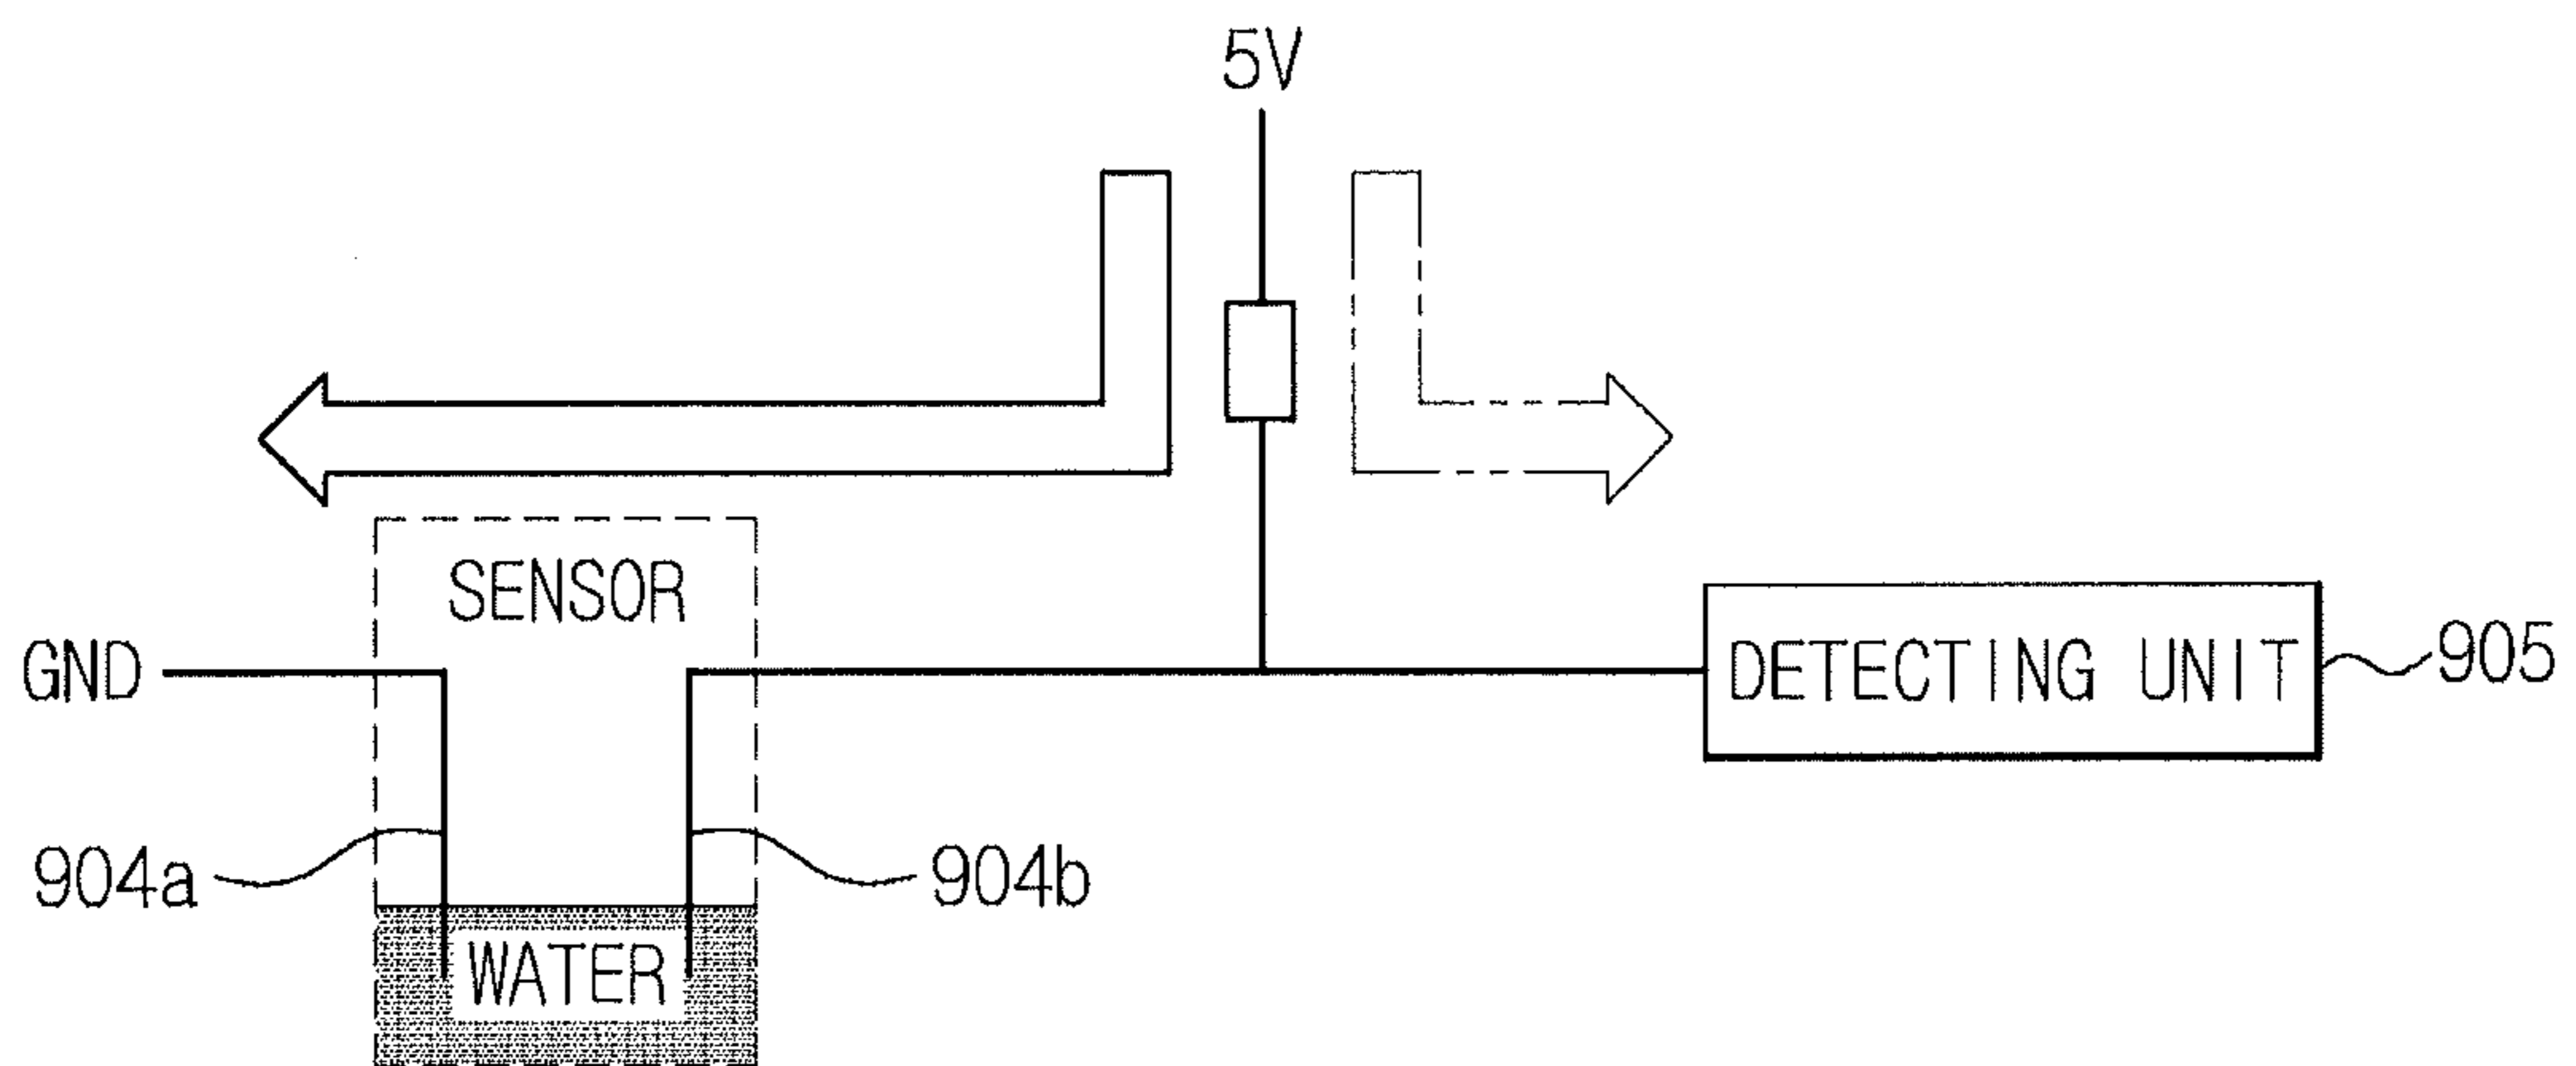 5V
SENSOR
GND
DETECTING UNIT
905
904a
904b
WATER